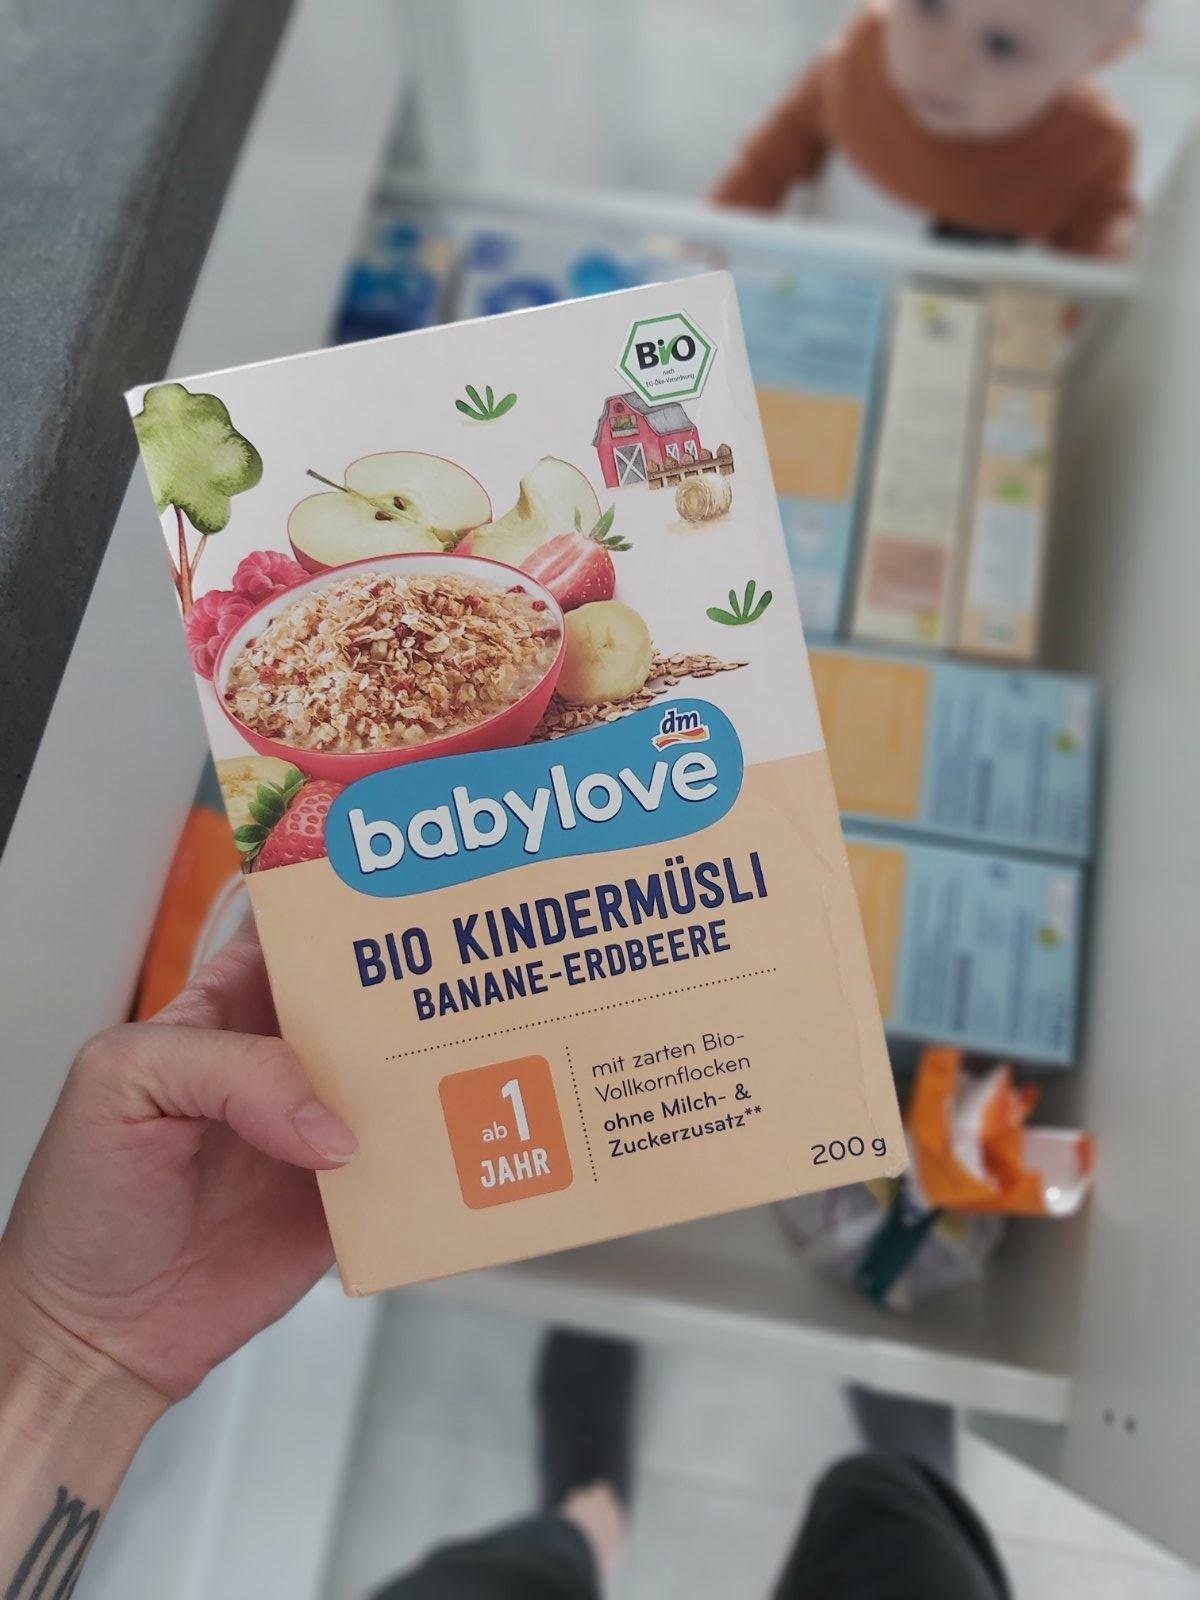 BiO
nach
EG-Öko-Verordnung
dm
babylove
BIO KINDERMÜSLI
BANANE-ERDBEERE
ab 1
JAHR
mit zarten Bio-
Vollkornflocken
ohne Milch- &
Zuckerzusatz**
200 g